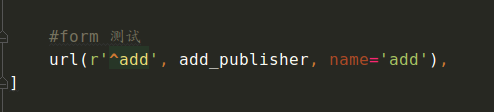 #form 测试
url(r'^add', add_publisher, name='add'),
]